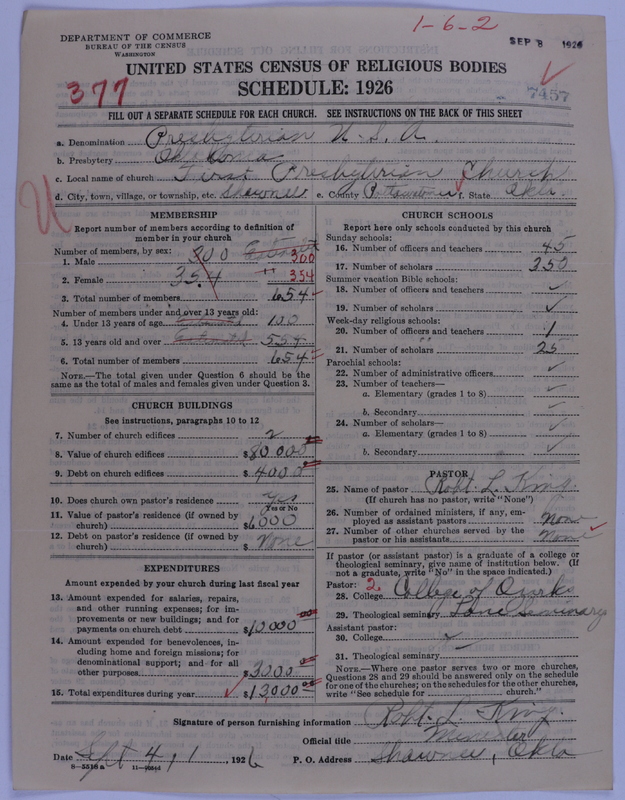 DEPARTMENT OF COMMERCE
BUREAU OF THE CENSUS
WASHINGTON
1-6-2
SEP 8 1926
UNITED STATES CENSUS OF RELIGIOUS BODIES
SCHEDULE: 1926
377
7457
FILL OUT A SEPARATE SCHEDULE FOR EACH CHURCH. SEE INSTRUCTIONS ON THE BACK OF THIS SHEET
a. Denomination Presbyterian U.S.A.
b. Presbytery Oklahoma
c. Local name of church First Presbyterian Church
d. City, town, village, or township, etc. Shawnee e. County Pottawatomie f. State Okla.
MEMBERSHIP
Report number of members according to definition of member in your church
Number of members, by sex:
1. Male 300 Estimated 300
2. Female 354 " 354
3. Total number of members 654
Number of members under and over 13 years old:
4. Under 13 years of age Estimated 100
5. 13 years old and over Estimated 554
6. Total number of members 654
NOTE.—The total given under Question 6 should be the same as the total of males and females given under Question 3.
CHURCH BUILDINGS
See instructions, paragraphs 10 to 12
7. Number of church edifices 2
8. Value of church edifices $80000
9. Debt on church edifices $4000
10. Does church own pastor's residence Yes
Yes or No
11. Value of pastor's residence (if owned by church) $6000
12. Debt on pastor's residence (if owned by church) $ None
EXPENDITURES
Amount expended by your church during last fiscal year
13. Amount expended for salaries, repairs, and other running expenses; for improvements or new buildings; and for payments on church debt $10000
14. Amount expended for benevolences, including home and foreign missions; for denominational support; and for all other purposes $3000
15. Total expenditures during year $13000
CHURCH SCHOOLS
Report here only schools conducted by this church
Sunday schools:
16. Number of officers and teachers 45
17. Number of scholars 350
Summer vacation Bible schools:
18. Number of officers and teachers
19. Number of scholars
Week-day religious schools:
20. Number of officers and teachers 1
21. Number of scholars 25
Parochial schools:
22. Number of administrative officers
23. Number of teachers—
a. Elementary (grades 1 to 8)
b. Secondary
24. Number of scholars—
a. Elementary (grades 1 to 8)
b. Secondary
PASTOR
25. Name of pastor Robt. L. King
(If church has no pastor, write "None")
26. Number of ordained ministers, if any, employed as assistant pastors None
27. Number of other churches served by the pastor or his assistants None
If pastor (or assistant pastor) is a graduate of a college or theological seminary, give name of institution below. (If not a graduate, write "No" in the space indicated.)
Pastor: 2
28. College College of Ozarks
29. Theological seminary Lane Seminary
Assistant pastor:
30. College
31. Theological seminary
NOTE.—Where one pastor serves two or more churches, Questions 28 and 29 should be answered only on the schedule for one of the churches; on the schedules for the other churches, write "See schedule for church."
Signature of person furnishing information Robt. L. King
Official title Minister
Date Sept 4, 1926 P. O. Address Shawnee, Okla
8—5516a